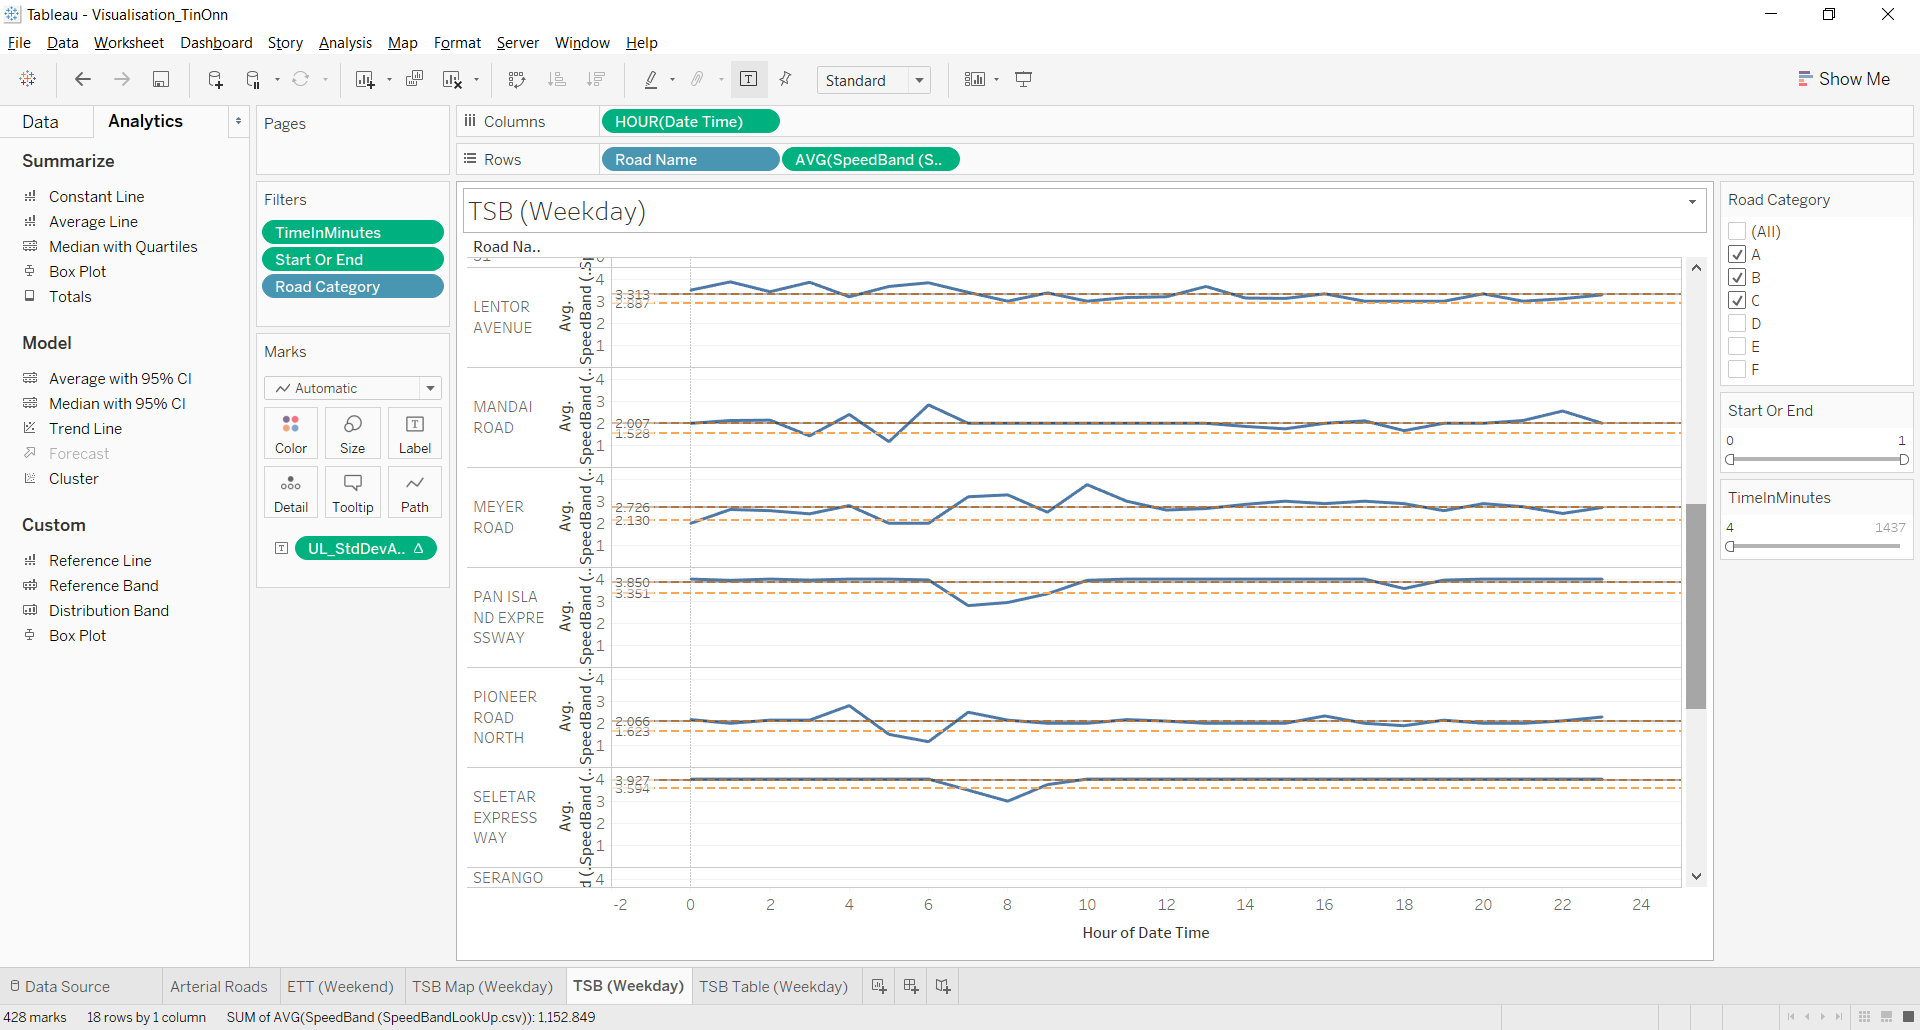 Tableau - Visualisation_TinOnn
File Data Worksheet Dashboard Story Analysis Map Format Server Window Help
Standard
Show Me
Data
Analytics
Summarize
Constant Line
Average Line
Median with Quartiles
Box Plot
Totals
Model
Average with 95% CI
Median with 95% CI
Trend Line
Forecast
Cluster
Custom
Reference Line
Reference Band
Distribution Band
Box Plot
Pages
Filters
TimeInMinutes
Start Or End
Road Category
Marks
Automatic
Color Size Label
Detail Tooltip Path
UL_StdDevA.. Δ
Columns
HOUR(Date Time)
Rows
Road Name
AVG(SpeedBand (S..
TSB (Weekday)
Road Na..
LENTOR
AVENUE
Avg.
SpeedBand (..
4
3
2
1
3.313
2.887
MANDAI
ROAD
Avg.
SpeedBand (..
4
3
2
1
2.007
1.528
MEYER
ROAD
Avg.
SpeedBand (..
4
3
2
1
2.726
2.130
PAN ISLA
ND EXPRE
SSWAY
Avg.
SpeedBand (..
4
3
2
1
3.850
3.351
PIONEER
ROAD
NORTH
Avg.
SpeedBand (..
4
3
2
1
2.066
1.623
SELETAR
EXPRESS
WAY
Avg.
SpeedBand (..
4
3
2
1
3.927
3.594
SERANGO
4
-2 0 2 4 6 8 10 12 14 16 18 20 22 24
Hour of Date Time
Road Category
(All)
A
B
C
D
E
F
Start Or End
0 1
TimeInMinutes
4 1437
Data Source
Arterial Roads
ETT (Weekend)
TSB Map (Weekday)
TSB (Weekday)
TSB Table (Weekday)
428 marks 18 rows by 1 column SUM of AVG(SpeedBand (SpeedBandLookUp.csv)): 1,152.849